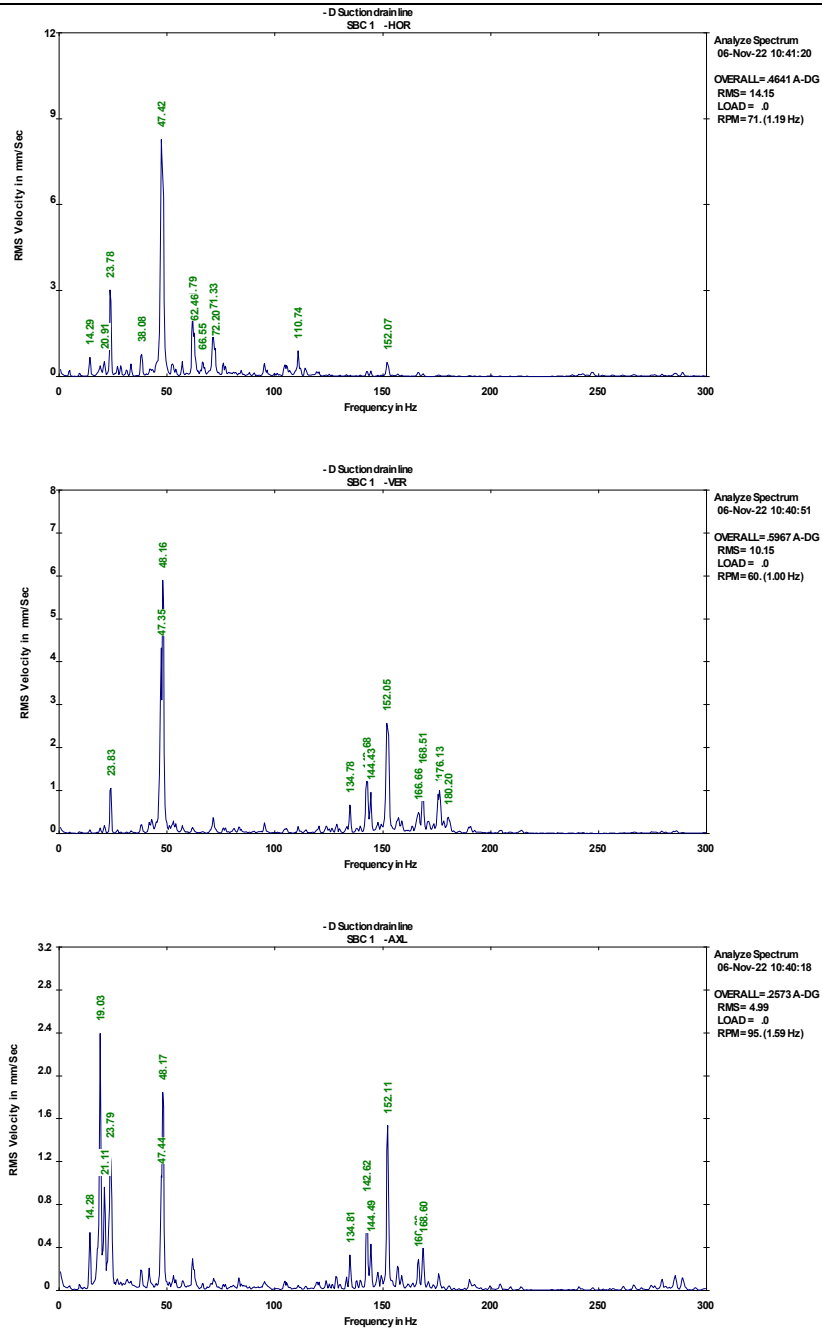 - D Suction drain line
SBC 1 -HOR
Analyze Spectrum
06-Nov-22 10:41:20
OVERALL= .4641 A-DG
RMS= 14.15
LOAD = .0
RPM= 71. (1.19 Hz)
RMS Velocity in mm/Sec
12
9
6
3
0
14.29
20.91
23.78
38.08
47.42
62.46
.79
66.55
71.33
72.20
110.74
152.07
0
50
100
150
200
250
300
Frequency in Hz
- D Suction drain line
SBC 1 -VER
Analyze Spectrum
06-Nov-22 10:40:51
OVERALL= .5967 A-DG
RMS= 10.15
LOAD = .0
RPM= 60. (1.00 Hz)
RMS Velocity in mm/Sec
8
7
6
5
4
3
2
1
0
23.83
47.35
48.16
134.78
.68
144.43
152.05
166.66
168.51
176.13
180.20
0
50
100
150
200
250
300
Frequency in Hz
- D Suction drain line
SBC 1 -AXL
Analyze Spectrum
06-Nov-22 10:40:18
OVERALL= .2573 A-DG
RMS= 4.99
LOAD = .0
RPM= 95. (1.59 Hz)
RMS Velocity in mm/Sec
3.2
2.8
2.4
2.0
1.6
1.2
0.8
0.4
0
14.28
19.03
21.11
23.79
47.44
48.17
134.81
142.62
144.49
152.11
168.60
0
50
100
150
200
250
300
Frequency in Hz